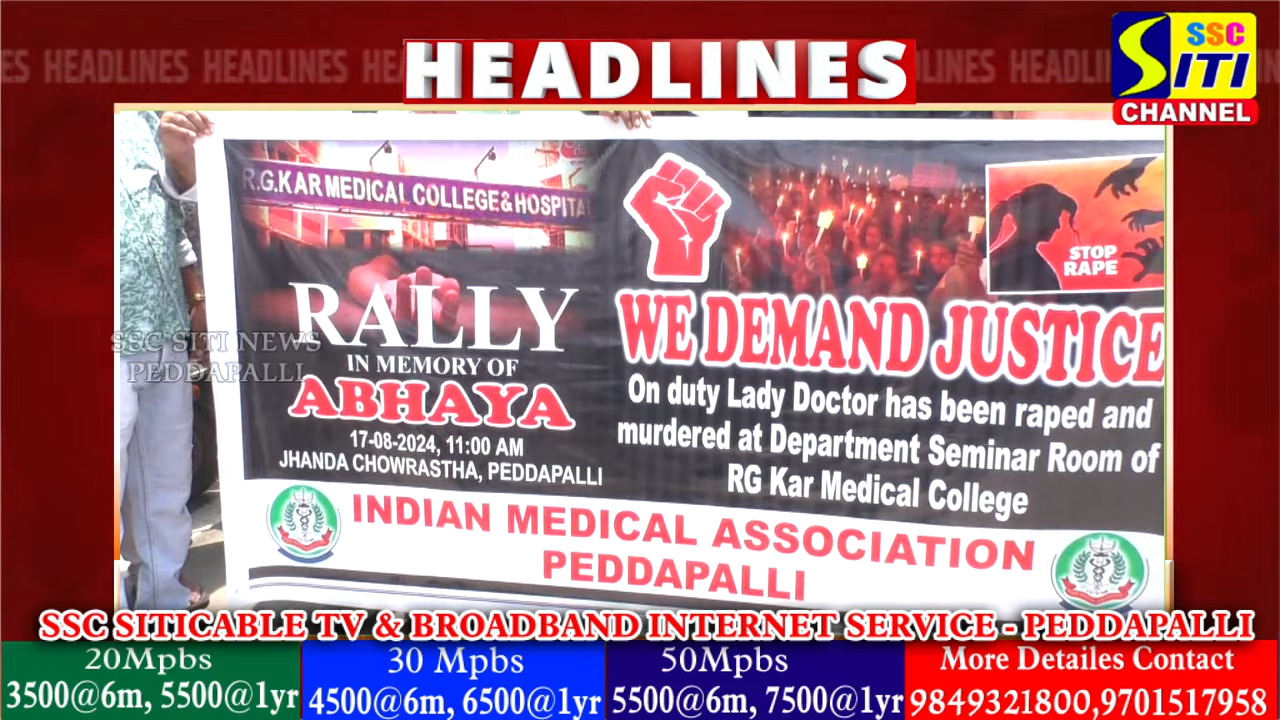 ES HEADLINES HEADLINES HE
HEADLINES
INES HEADLI
SSC
SITI
CHANNEL
R.G.KAR MEDICAL COLLEGE & HOSPITAL
RALLY
IN MEMORY OF
ABHAYA
17-08-2024, 11:00 AM
JHANDA CHOWRASTHA, PEDDAPALLI
STOP
RAPE
WE DEMAND JUSTICE
On duty Lady Doctor has been raped and
murdered at Department Seminar Room of
RG Kar Medical College
INDIAN MEDICAL ASSOCIATION
PEDDAPALLI
SSC SITI NEWS
PEDDAPALLI
SSC SITICABLE TV & BROADBAND INTERNET SERVICE - PEDDAPALLI
20Mpbs
3500@6m, 5500@1yr
30 Mpbs
4500@6m, 6500@1yr
50Mpbs
5500@6m, 7500@1yr
More Detailes Contact
9849321800,9701517958